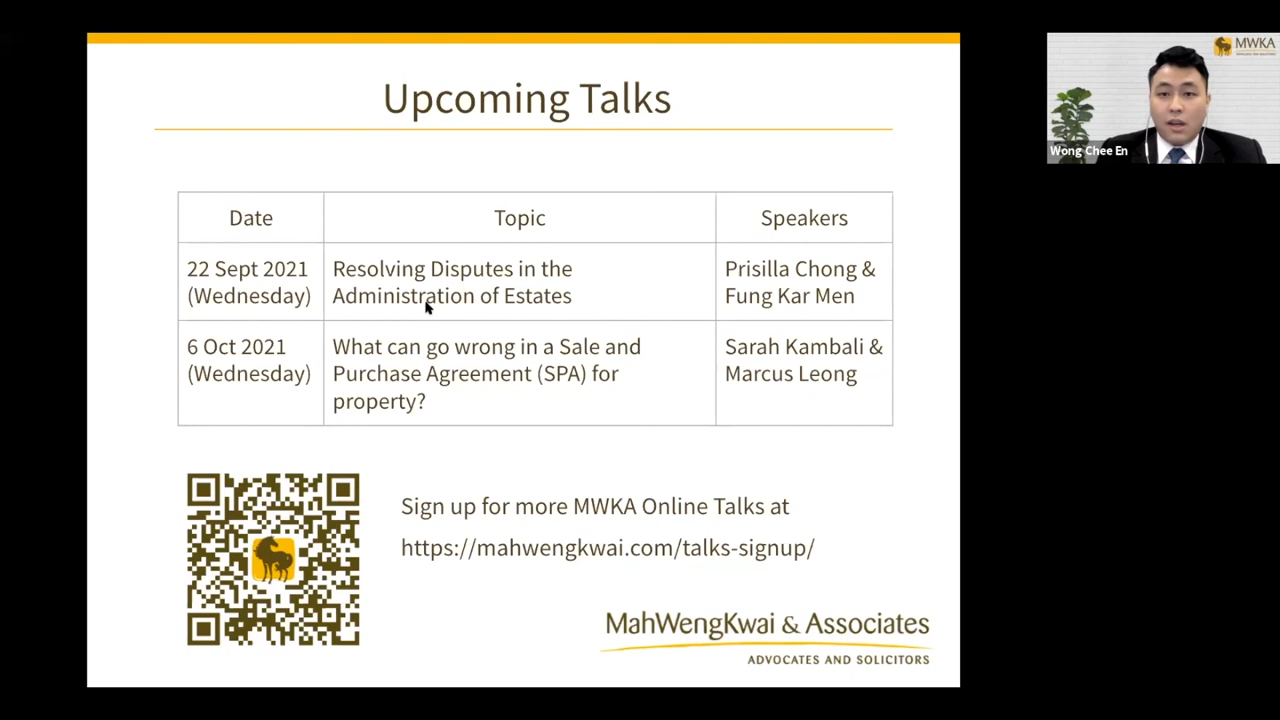 Upcoming Talks
Date
Topic
Speakers
22 Sept 2021
(Wednesday)
Resolving Disputes in the
Administration of Estates
Prisilla Chong &
Fung Kar Men
6 Oct 2021
(Wednesday)
What can go wrong in a Sale and
Purchase Agreement (SPA) for
property?
Sarah Kambali &
Marcus Leong
Sign up for more MWKA Online Talks at
https://mahwengkwai.com/talks-signup/
MahWengKwai & Associates
ADVOCATES AND SOLICITORS
MWKA
Wong Chee En